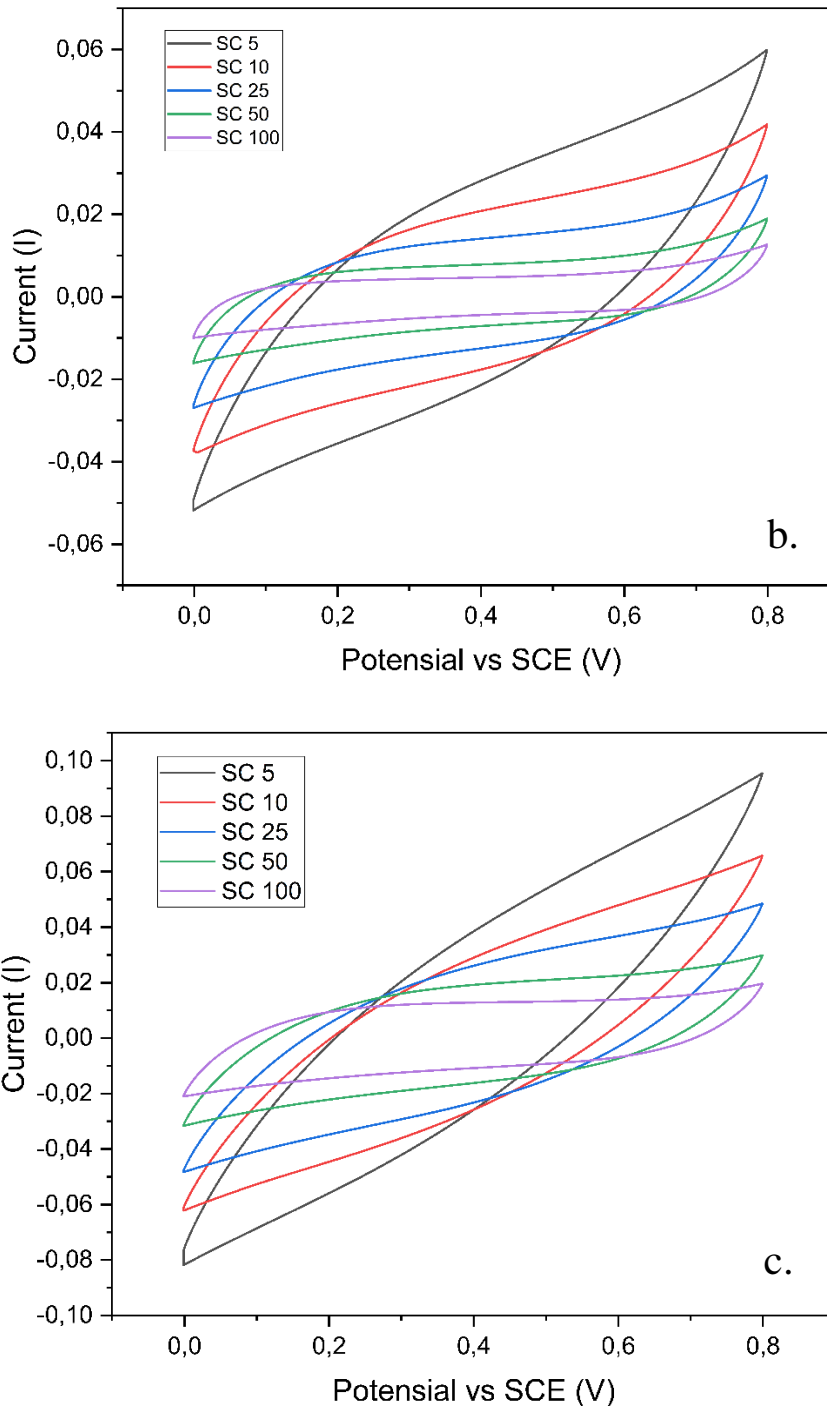 0,06
0,04
0,02
0,00
-0,02
-0,04
-0,06
Current (I)
SC 5
SC 10
SC 25
SC 50
SC 100
b.
0,0 0,2 0,4 0,6 0,8
Potensial vs SCE (V)
0,10
0,08
0,06
0,04
0,02
0,00
-0,02
-0,04
-0,06
-0,08
-0,10
Current (I)
SC 5
SC 10
SC 25
SC 50
SC 100
c.
0,0 0,2 0,4 0,6 0,8
Potensial vs SCE (V)